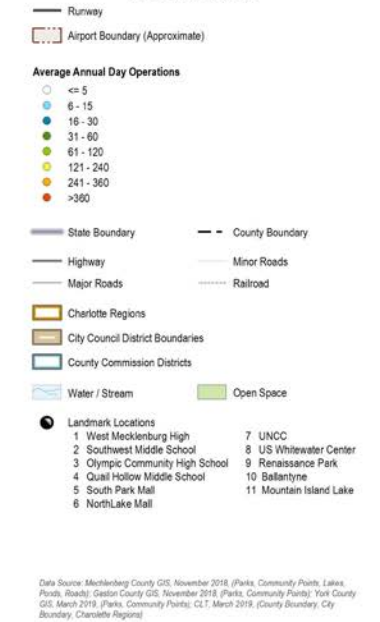 Runway
Airport Boundary (Approximate)
Average Annual Day Operations
<= 5
6 - 15
16 - 30
31 - 60
61 - 120
121 - 240
241 - 360
>360
State Boundary
County Boundary
Highway
Minor Roads
Major Roads
Railroad
Charlotte Regions
City Council District Boundaries
County Commission Districts
Water / Stream
Open Space
Landmark Locations
1 West Mecklenburg High
2 Southwest Middle School
3 Olympic Community High School
4 Quail Hollow Middle School
5 South Park Mall
6 NorthLake Mall
7 UNCC
8 US Whitewater Center
9 Renaissance Park
10 Ballantyne
11 Mountain Island Lake
Data Source: Mecklenberg County GIS, November 2018, (Parks, Community Points, Lakes,
Ponds, Roads); Gaston County GIS, November 2018, (Parks, Community Points); York County
GIS, March 2019, (Parks, Community Points); CLT, March 2019, (County Boundary, City
Boundary, Charolette Regions)